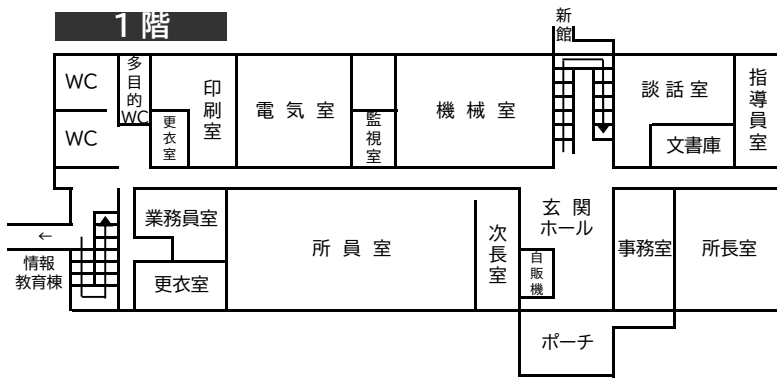 1階
新館
WC
多目的WC
印刷室
更衣室
電気室
監視室
機械室
談話室
文書庫
指導員室
WC
←
情報
教育棟
業務員室
更衣室
所員室
次長室
玄関
ホール
自販機
事務室
所長室
ポーチ